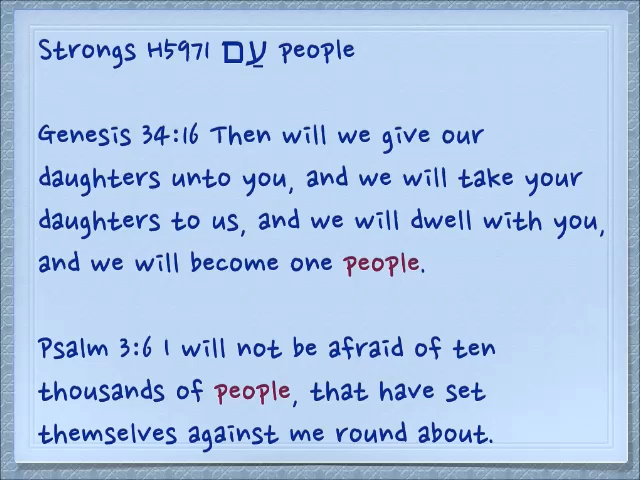 Strongs H5971 עַם people
Genesis 34:16 Then will we give our
daughters unto you, and we will take your
daughters to us, and we will dwell with you,
and we will become one people.
Psalm 3:6 I will not be afraid of ten
thousands of people, that have set
themselves against me round about.